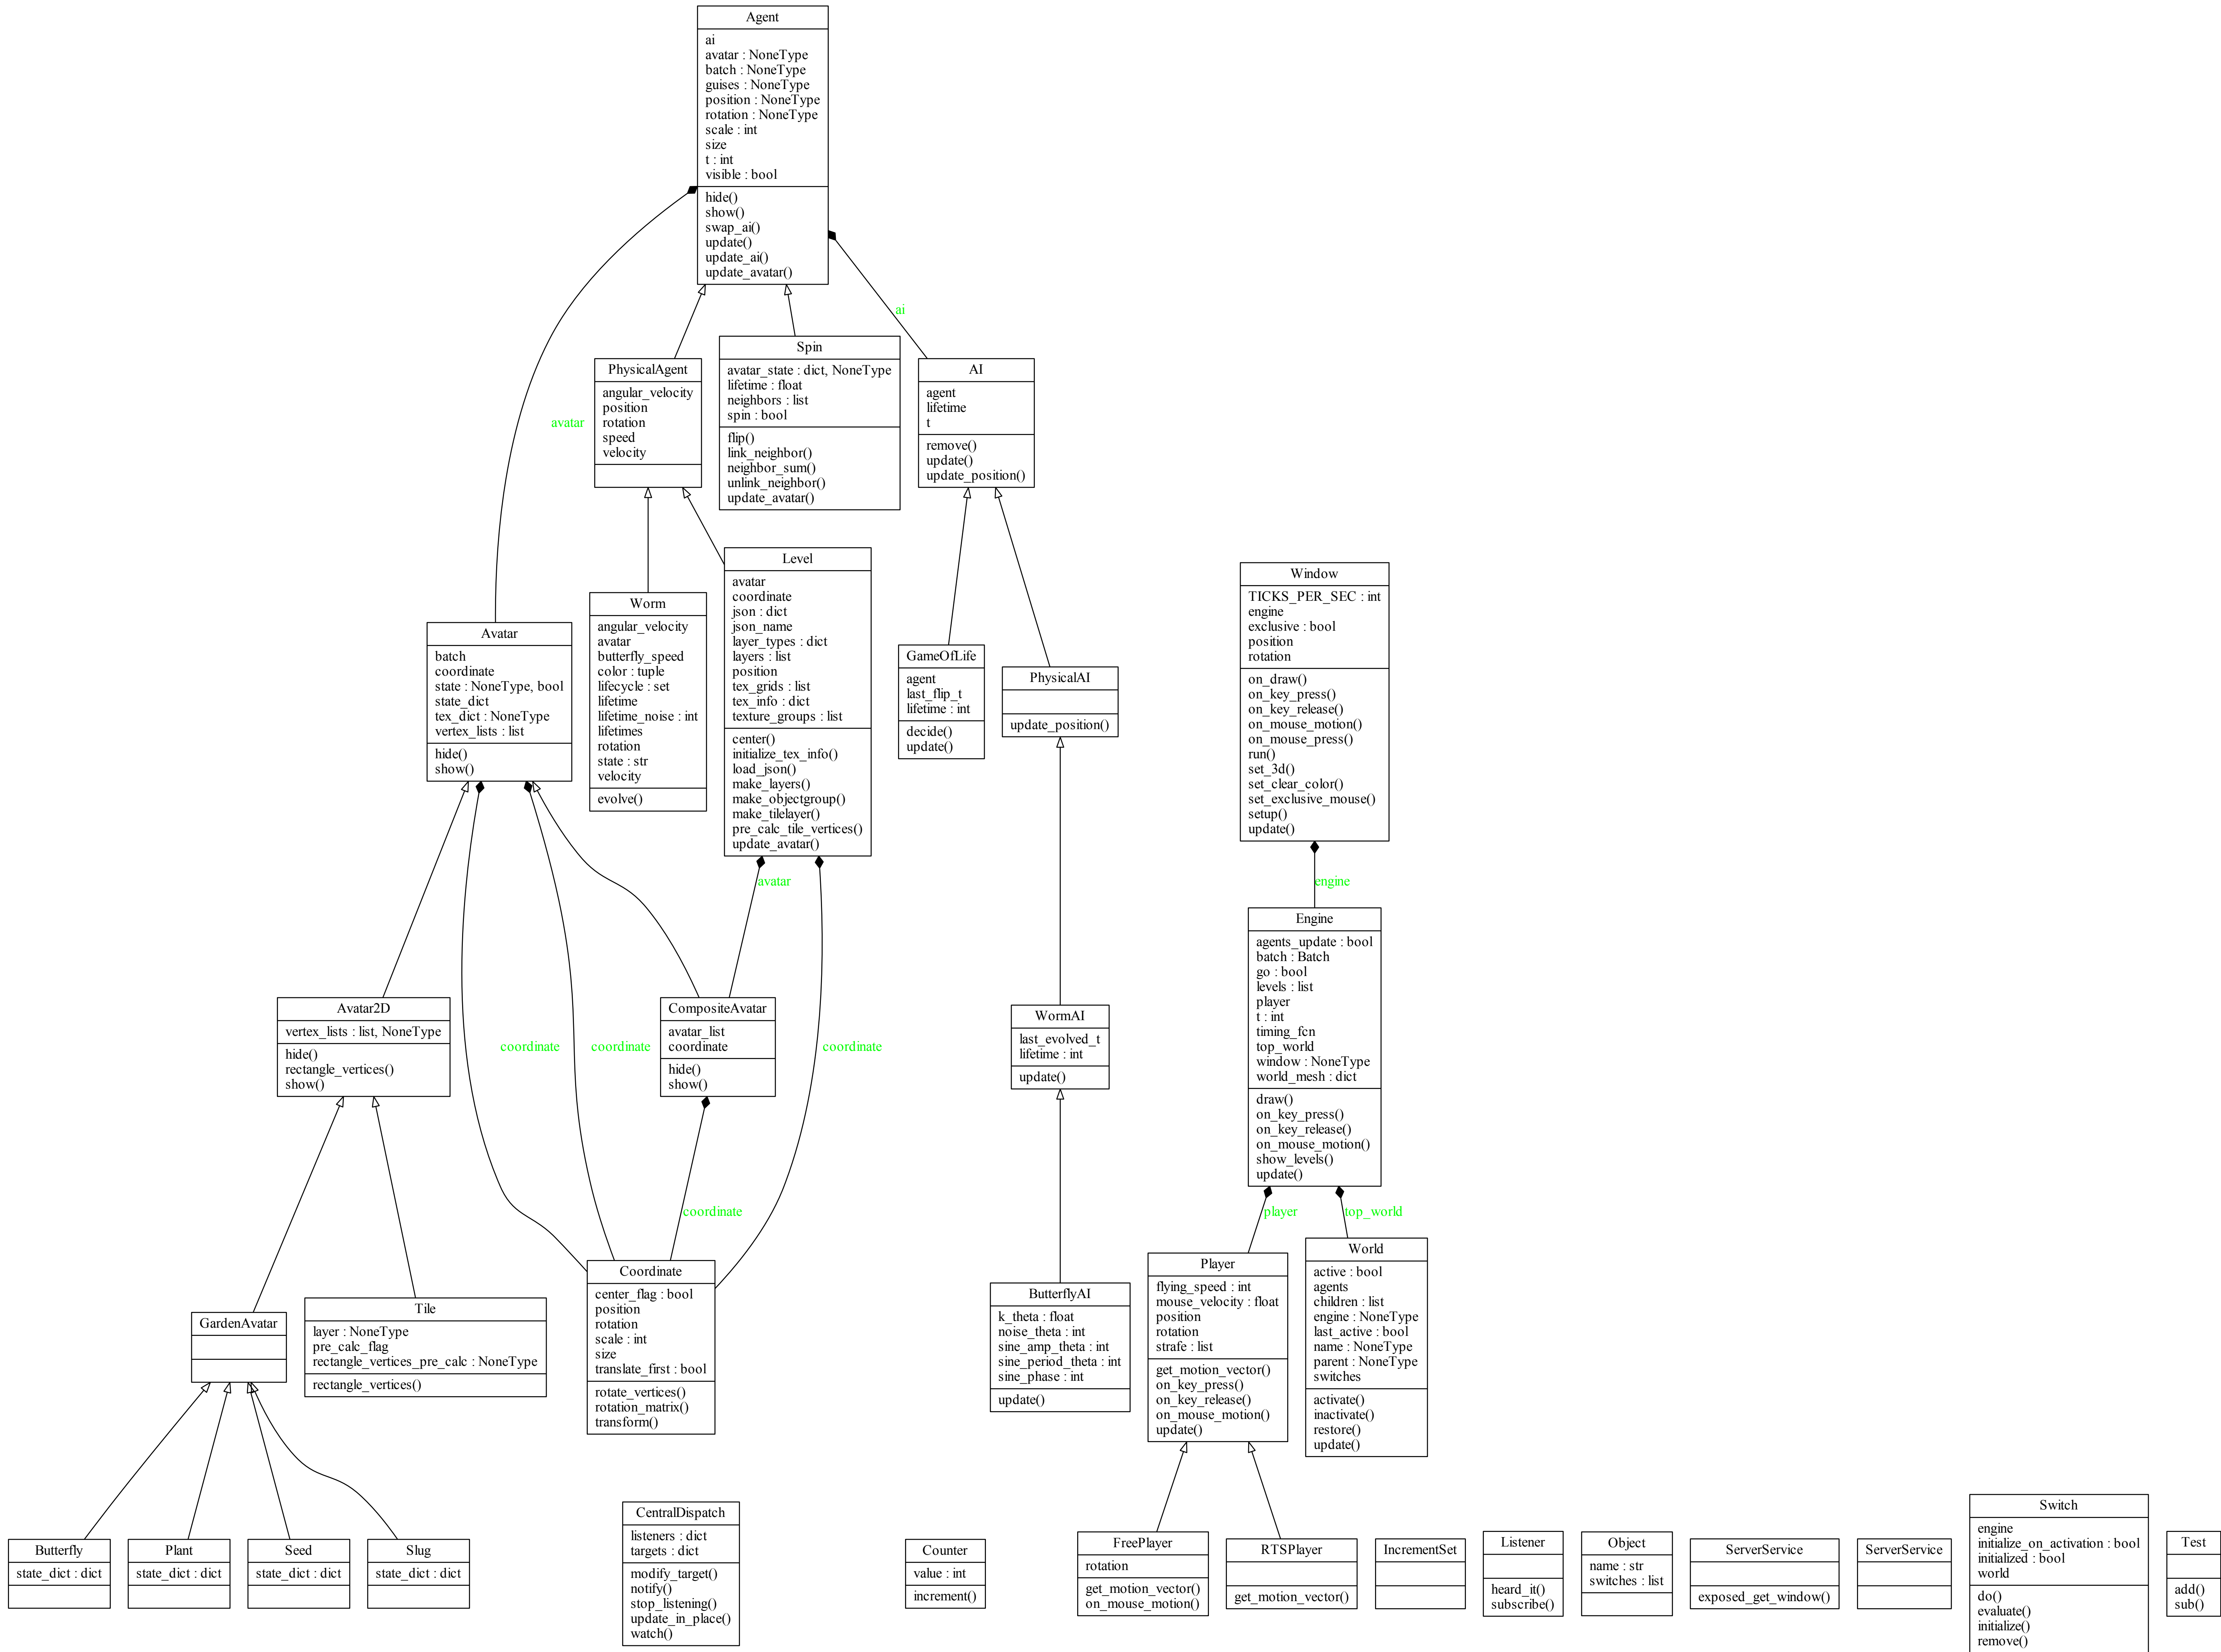 Agent
ai
avatar : NoneType
batch : NoneType
guises : NoneType
position : NoneType
rotation : NoneType
scale : int
size
t : int
visible : bool
hide()
show()
swap_ai()
update()
update_ai()
update_avatar()
ai
avatar
PhysicalAgent
angular_velocity
position
rotation
speed
velocity
Spin
avatar_state : dict, NoneType
lifetime : float
neighbors : list
spin : bool
flip()
link_neighbor()
neighbor_sum()
unlink_neighbor()
update_avatar()
AI
agent
lifetime
t
remove()
update()
update_position()
Avatar
batch
coordinate
state : NoneType, bool
state_dict
tex_dict : NoneType
vertex_lists : list
hide()
show()
Worm
angular_velocity
avatar
butterfly_speed
color : tuple
lifecycle : set
lifetime
lifetime_noise : int
lifetimes
rotation
state : str
velocity
evolve()
Level
avatar
coordinate
json : dict
json_name
layer_types : dict
layers : list
position
tex_grids : list
tex_info : dict
texture_groups : list
center()
initialize_tex_info()
load_json()
make_layers()
make_objectgroup()
make_tilelayer()
pre_calc_tile_vertices()
update_avatar()
GameOfLife
agent
last_flip_t
lifetime : int
decide()
update()
PhysicalAI
update_position()
Window
TICKS_PER_SEC : int
engine
exclusive : bool
position
rotation
on_draw()
on_key_press()
on_key_release()
on_mouse_motion()
on_mouse_press()
run()
set_3d()
set_clear_color()
set_exclusive_mouse()
setup()
update()
avatar
engine
Avatar2D
vertex_lists : list, NoneType
hide()
rectangle_vertices()
show()
coordinate
coordinate
CompositeAvatar
avatar_list
coordinate
hide()
show()
coordinate
WormAI
last_evolved_t
lifetime : int
update()
Engine
agents_update : bool
batch : Batch
go : bool
levels : list
player
t : int
timing_fcn
top_world
window : NoneType
world_mesh : dict
draw()
on_key_press()
on_key_release()
on_mouse_motion()
show_levels()
update()
coordinate
player
top_world
GardenAvatar
Tile
layer : NoneType
pre_calc_flag
rectangle_vertices_pre_calc : NoneType
rectangle_vertices()
Coordinate
center_flag : bool
position
rotation
scale : int
size
translate_first : bool
rotate_vertices()
rotation_matrix()
transform()
ButterflyAI
k_theta : float
noise_theta : int
sine_amp_theta : int
sine_period_theta : int
sine_phase : int
update()
Player
flying_speed : int
mouse_velocity : float
position
rotation
strafe : list
get_motion_vector()
on_key_press()
on_key_release()
on_mouse_motion()
update()
World
active : bool
agents
children : list
engine : NoneType
last_active : bool
name : NoneType
parent : NoneType
switches
activate()
inactivate()
restore()
update()
Butterfly
state_dict : dict
Plant
state_dict : dict
Seed
state_dict : dict
Slug
state_dict : dict
CentralDispatch
listeners : dict
targets : dict
modify_target()
notify()
stop_listening()
update_in_place()
watch()
Counter
value : int
increment()
FreePlayer
rotation
get_motion_vector()
on_mouse_motion()
RTSPlayer
get_motion_vector()
IncrementSet
Listener
heard_it()
subscribe()
Object
name : str
switches : list
ServerService
exposed_get_window()
ServerService
Switch
engine
initialize_on_activation : bool
initialized : bool
world
do()
evaluate()
initialize()
remove()
Test
add()
sub()